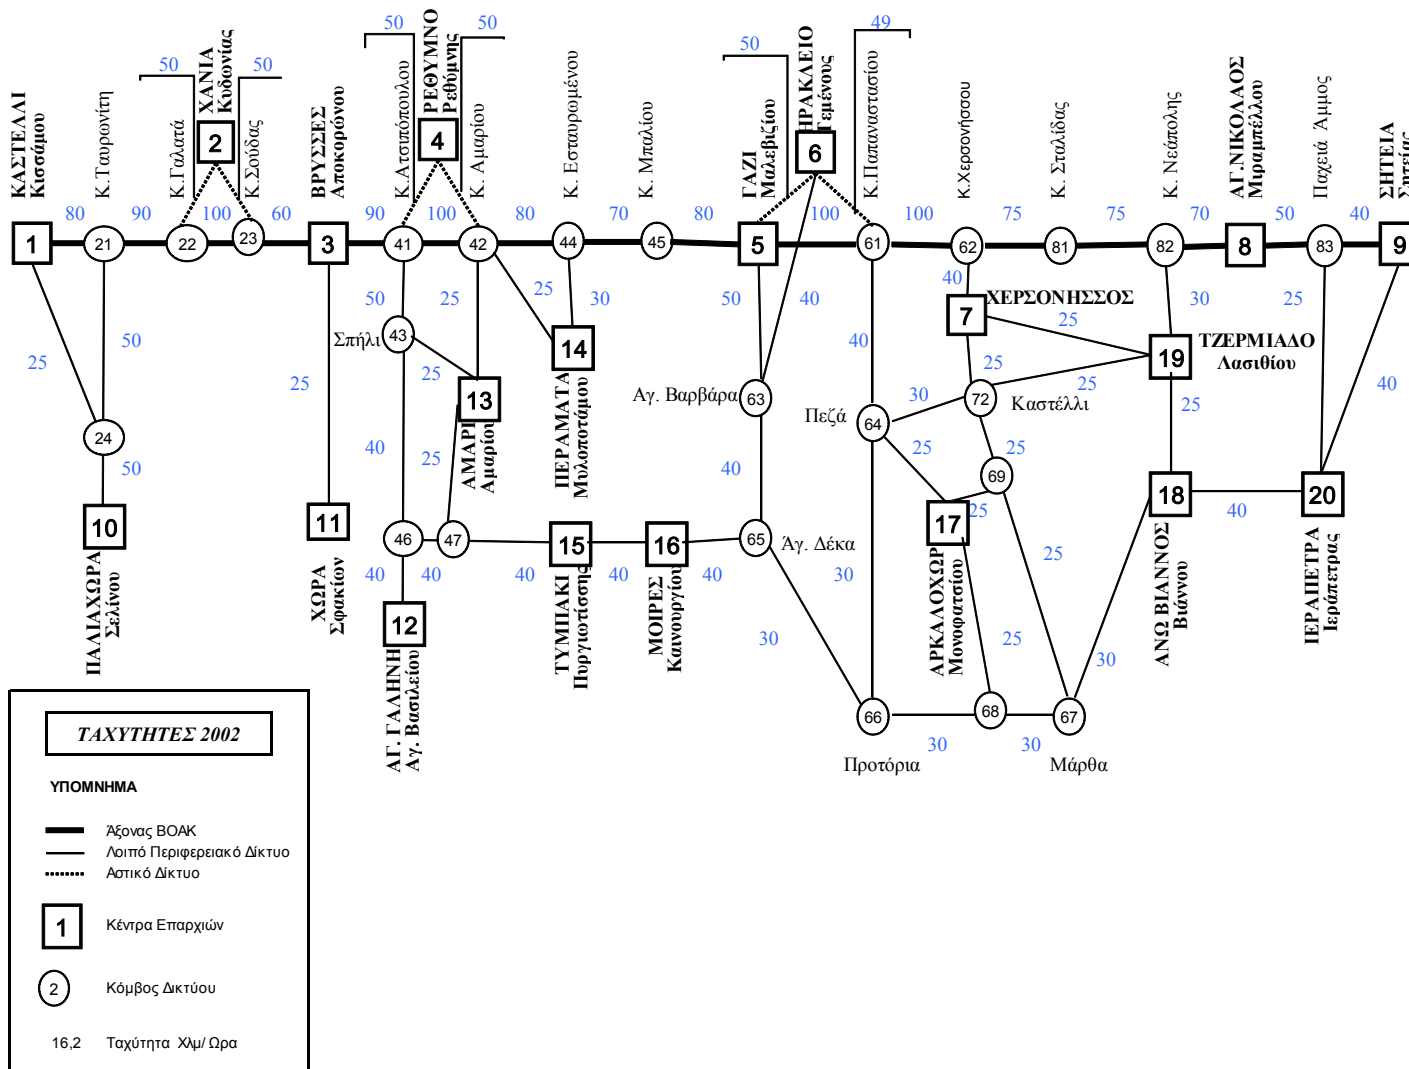 50
50
50
50
50
49
ΚΑΣΤΕΛΛΙ
Κισσάμου
Κ.Ταυρωνίτη
Κ.Γαλατά
ΧΑΝΙΑ
Κυδωνίας
Κ.Σούδας
ΒΡΥΣΣΕΣ
Αποκορώνου
Κ.Ατσιπόπουλου
ΡΕΘΥΜΝΟ
Ρεθύμνης
Κ. Αμαρίου
Κ. Εσταυρωμένου
Κ. Μπαλίου
ΓΑΖΙ
Μαλεβιζίου
ΗΡΑΚΛΕΙΟ
Τεμένους
Κ.Παπαναστασίου
Κ.Χερσονήσσου
Κ. Σταλίδας
Κ. Νεάπολης
ΑΓ.ΝΙΚΟΛΑΟΣ
Μιραμπέλλου
Παχειά Άμμος
ΣΗΤΕΙΑ
Σητείας
2
4
6
80
90
100
60
90
100
80
70
80
100
100
75
75
70
50
40
1
21
22
23
3
41
42
44
45
5
61
62
81
82
8
83
9
50
25
25
30
50
40
40
30
25
7
ΧΕΡΣΟΝΗΣΣΟΣ
25
Σπήλι
43
14
40
19
ΤΖΕΡΜΙΑΔΟ
Λασιθίου
25
50
25
25
13
Αγ. Βαρβάρα
63
Πεζά
64
30
25
72
25
Καστέλλι
25
40
24
50
40
25
ΑΜΑΡΙ
Αμαρίου
ΠΕΡΑΜΑΤΑ
Μυλοποτάμου
40
25
25
69
10
11
17
25
18
40
20
46
47
15
16
65
Άγ. Δέκα
25
ΠΑΛΙΑΧΩΡΑ
Σελίνου
ΧΩΡΑ
Σφακίων
40
40
40
40
40
30
12
ΤΥΜΠΑΚΙ
Πυργιωτίσσης
ΜΟΙΡΕΣ
Καινουργίου
30
ΑΡΚΑΛΟΧΩΡ
Μονοφατσίου
25
30
ΑΝΩ ΒΙΑΝΝΟΣ
Βιάννου
ΙΕΡΑΠΕΤΡΑ
Ιεράπετρας
ΑΓ. ΓΑΛΗΝΗ
Αγ. Βασιλείου
66
68
67
30
30
Προτόρια
Μάρθα
ΤΑΧΥΤΗΤΕΣ 2002
ΥΠΟΜΝΗΜΑ
Άξονας ΒΟΑΚ
Λοιπό Περιφερειακό Δίκτυο
Αστικό Δίκτυο
1 Κέντρα Επαρχιών
2 Κόμβος Δικτύου
16,2 Ταχύτητα Χλμ/ Ωρα